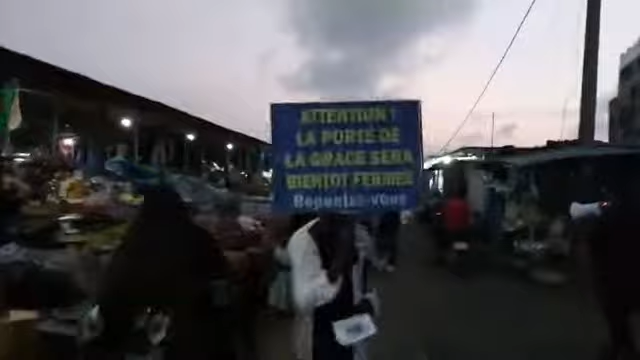 ATTENTION!
LA PORTE DE
LA GRACE SERA
BIENTOT FERMEE
Repentez-vous